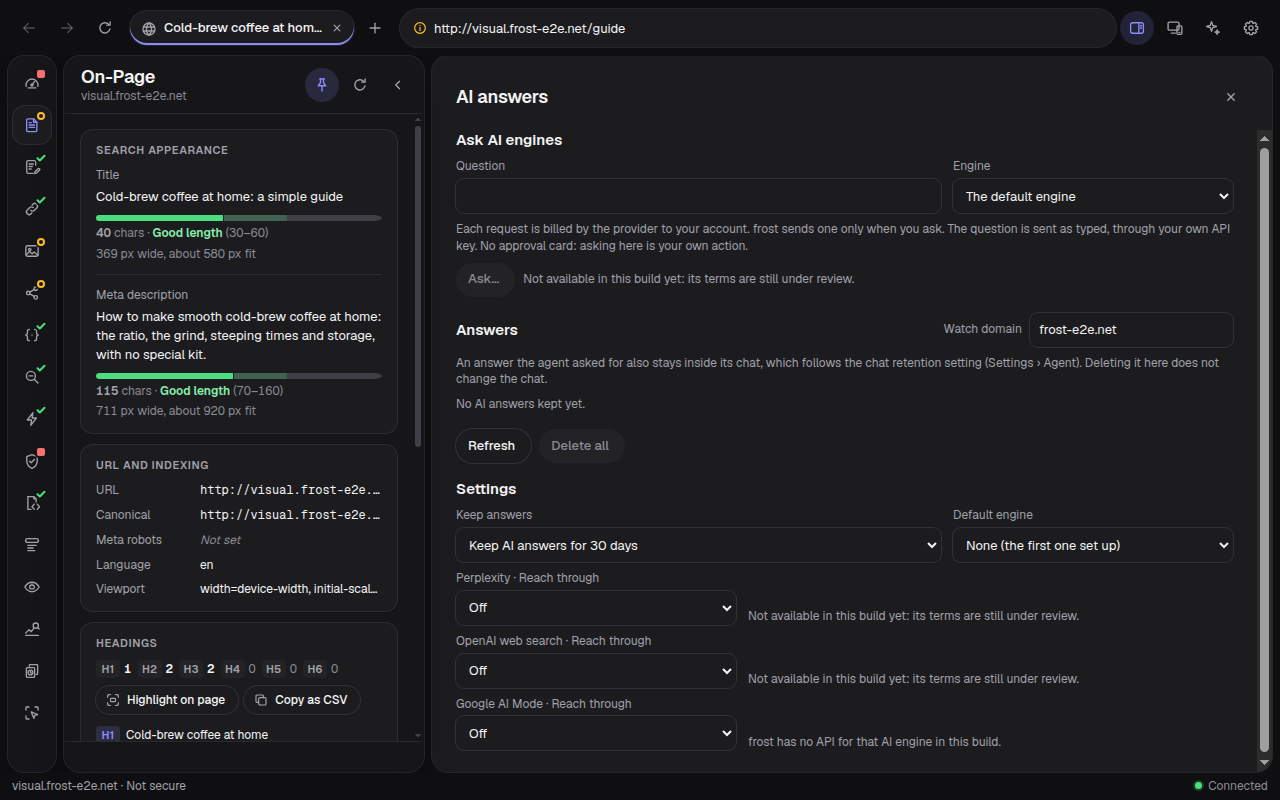 Cold-brew coffee at hom...
http://visual.frost-e2e.net/guide
On-Page
visual.frost-e2e.net
SEARCH APPEARANCE
Title
Cold-brew coffee at home: a simple guide
40 chars · Good length (30–60)
369 px wide, about 580 px fit
Meta description
How to make smooth cold-brew coffee at home:
the ratio, the grind, steeping times and storage,
with no special kit.
115 chars · Good length (70–160)
711 px wide, about 920 px fit
URL AND INDEXING
URL http://visual.frost-e2e.…
Canonical http://visual.frost-e2e.…
Meta robots Not set
Language en
Viewport width=device-width, initial-scal…
HEADINGS
H1 1 H2 2 H3 2 H4 0 H5 0 H6 0
Highlight on page Copy as CSV
H1 Cold-brew coffee at home
AI answers
Ask AI engines
Question Engine
The default engine
Each request is billed by the provider to your account. frost sends one only when you ask. The question is sent as typed, through your own API
key. No approval card: asking here is your own action.
Ask... Not available in this build yet: its terms are still under review.
Answers Watch domain frost-e2e.net
An answer the agent asked for also stays inside its chat, which follows the chat retention setting (Settings › Agent). Deleting it here does not
change the chat.
No AI answers kept yet.
Refresh Delete all
Settings
Keep answers Default engine
Keep AI answers for 30 days None (the first one set up)
Perplexity · Reach through
Off Not available in this build yet: its terms are still under review.
OpenAI web search · Reach through
Off Not available in this build yet: its terms are still under review.
Google AI Mode · Reach through
Off frost has no API for that AI engine in this build.
visual.frost-e2e.net · Not secure
Connected